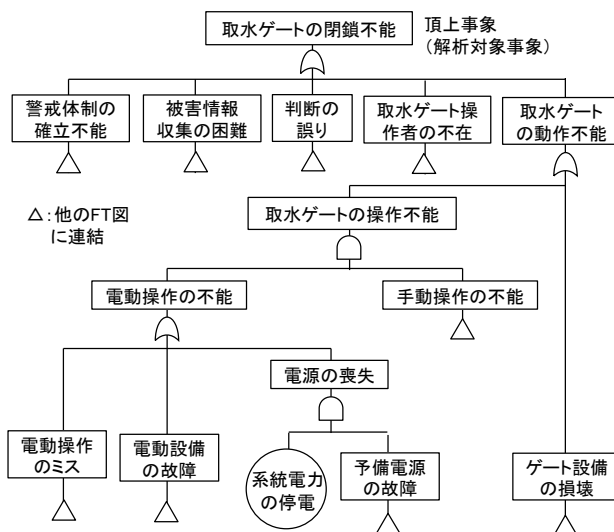 取水ゲートの閉鎖不能
頂上事象
（解析対象事象）
警戒体制の
確立不能
被害情報
収集の困難
判断の
誤り
取水ゲート操
作者の不在
取水ゲート
の動作不能
△：他のFT図
に連結
取水ゲートの操作不能
電動操作の不能
手動操作の不能
電源の喪失
電動操作
のミス
電動設備
の故障
系統電力
の停電
予備電源
の故障
ゲート設備
の損壊